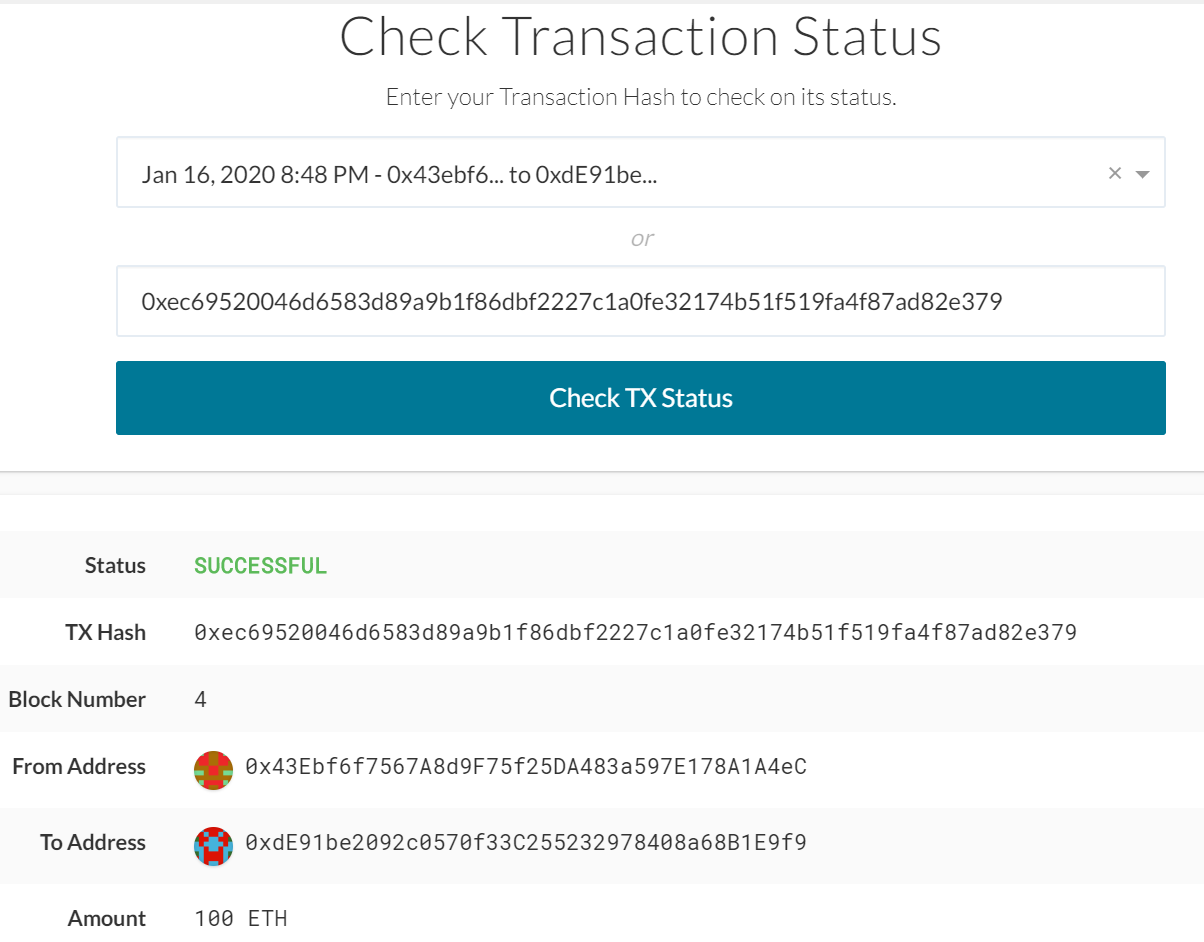 Check Transaction Status
Enter your Transaction Hash to check on its status.
Jan 16, 2020 8:48 PM - 0x43ebf6... to 0xdE91be...
or
0xec69520046d6583d89a9b1f86dbf2227c1a0fe32174b51f519fa4f87ad82e379
Check TX Status
Status SUCCESSFUL
TX Hash 0xec69520046d6583d89a9b1f86dbf2227c1a0fe32174b51f519fa4f87ad82e379
Block Number 4
From Address 0x43Ebf6f7567A8d9F75f25DA483a597E178A1A4eC
To Address 0xdE91be2092c0570f33C255232978408a68B1E9f9
Amount 100 ETH